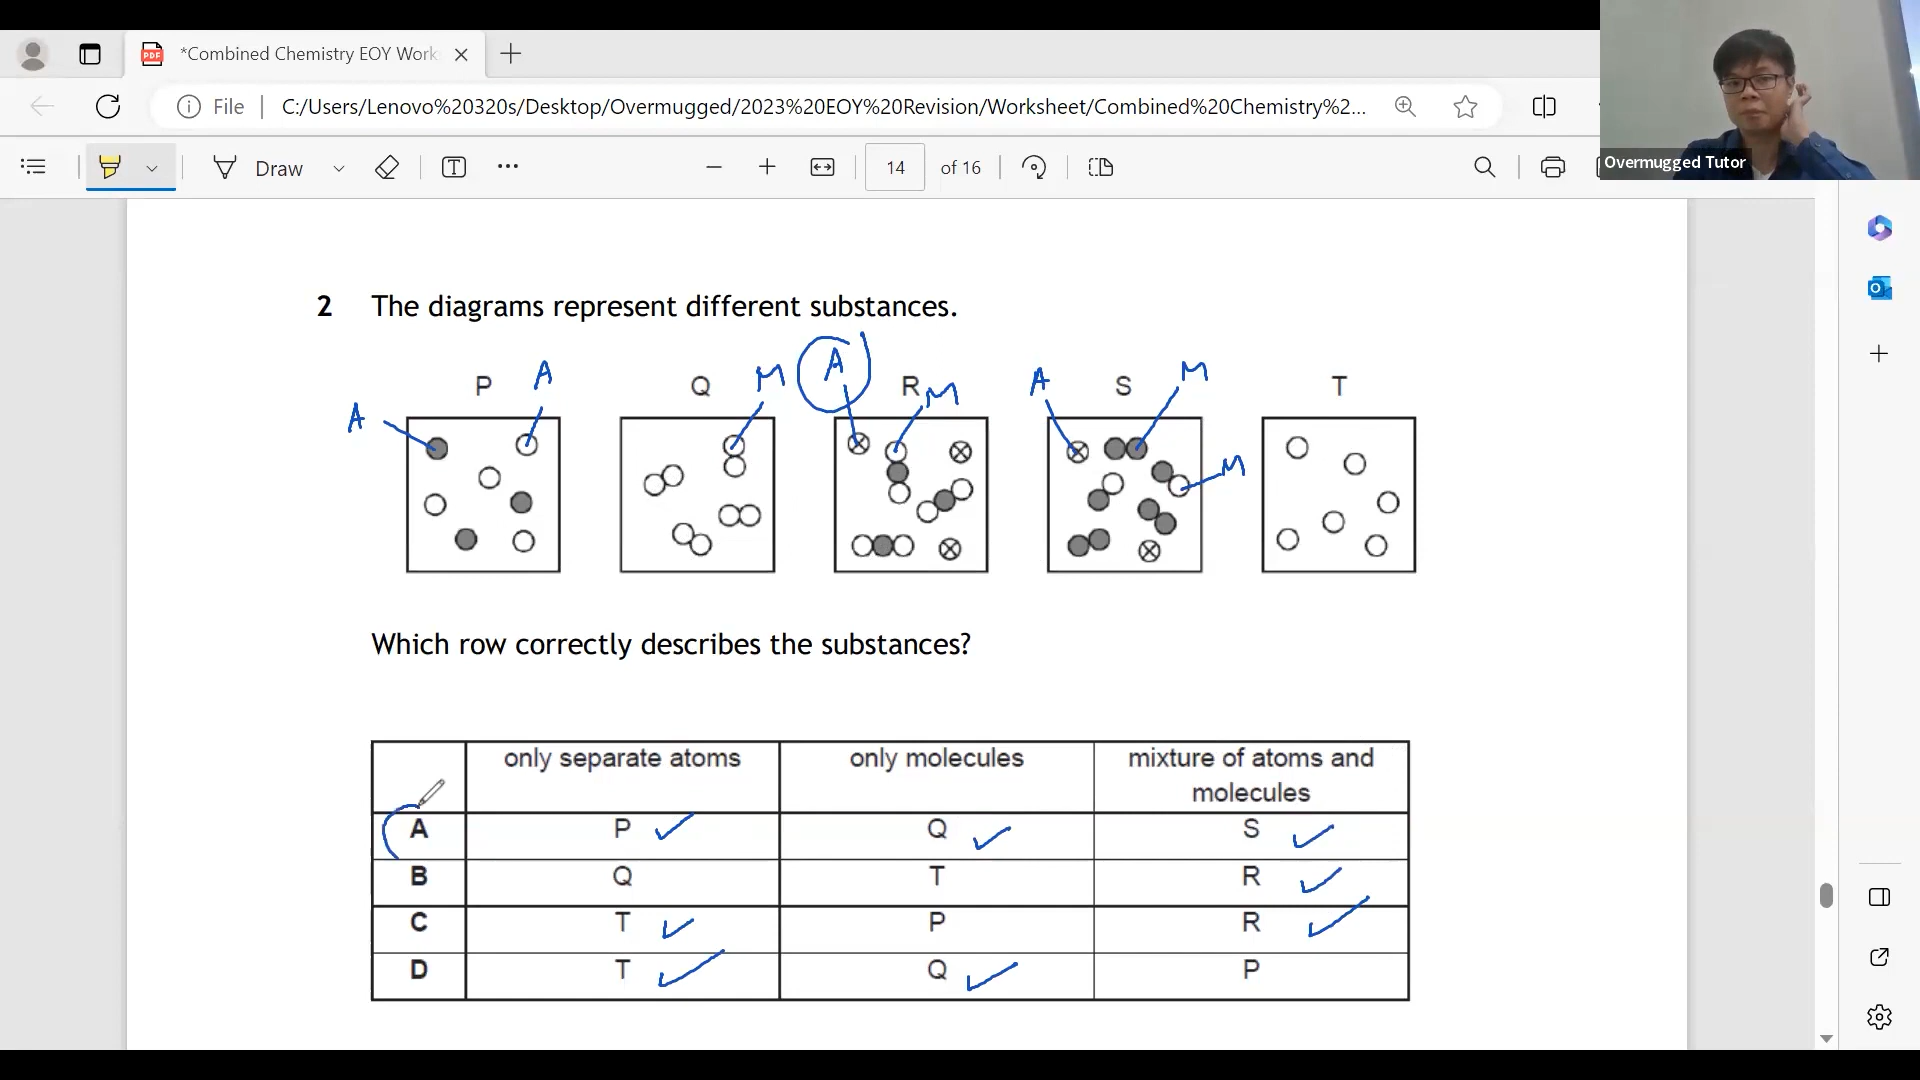 *Combined Chemistry EOY Work
PDF
File
C:/Users/Lenovo%20320s/Desktop/Overmugged/2023%20EOY%20Revision/Worksheet/Combined%20Chemistry%2...
Overmugged Tutor
Draw
14
of 16
2 The diagrams represent different substances.
P A Q M A R M A S M T
A
M
Which row correctly describes the substances?
only separate atoms only molecules mixture of atoms and
molecules
A P ✓ Q ✓ S ✓
B Q T R ✓
C T ✓ P R ✓
D T ✓ Q ✓ P